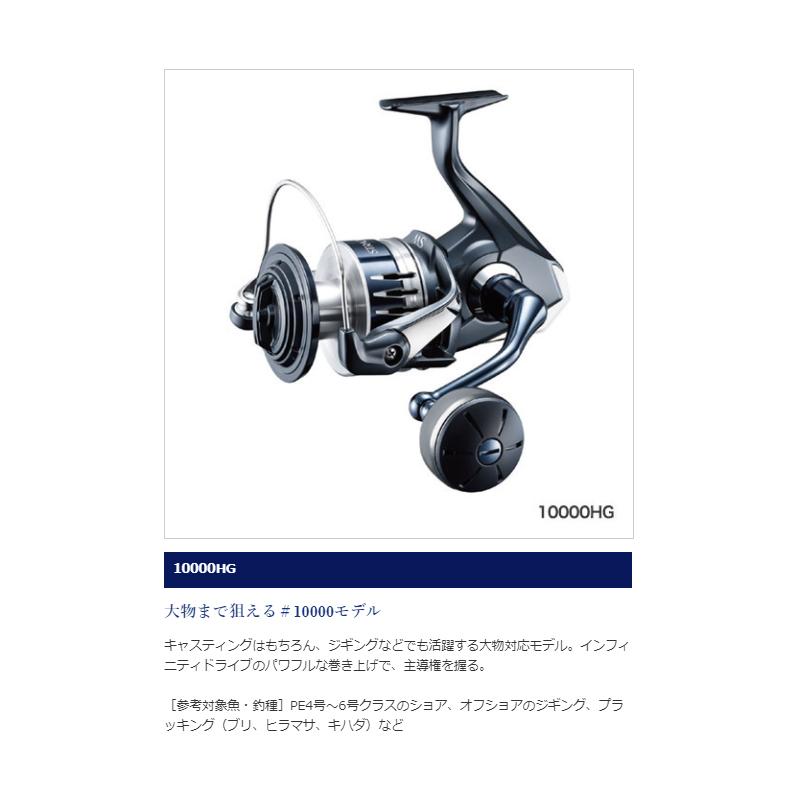 SW
10000HG
10000HG
大物まで狙える＃10000モデル
キャスティングはもちろん、ジギングなどでも活躍する大物対応モデル。インフィ
ニティドライブのパワフルな巻き上げで、主導権を握る。
［参考対象魚・釣種］PE4号～6号クラスのショア、オフショアのジギング、プラ
ッキング（ブリ、ヒラマサ、キハダ）など